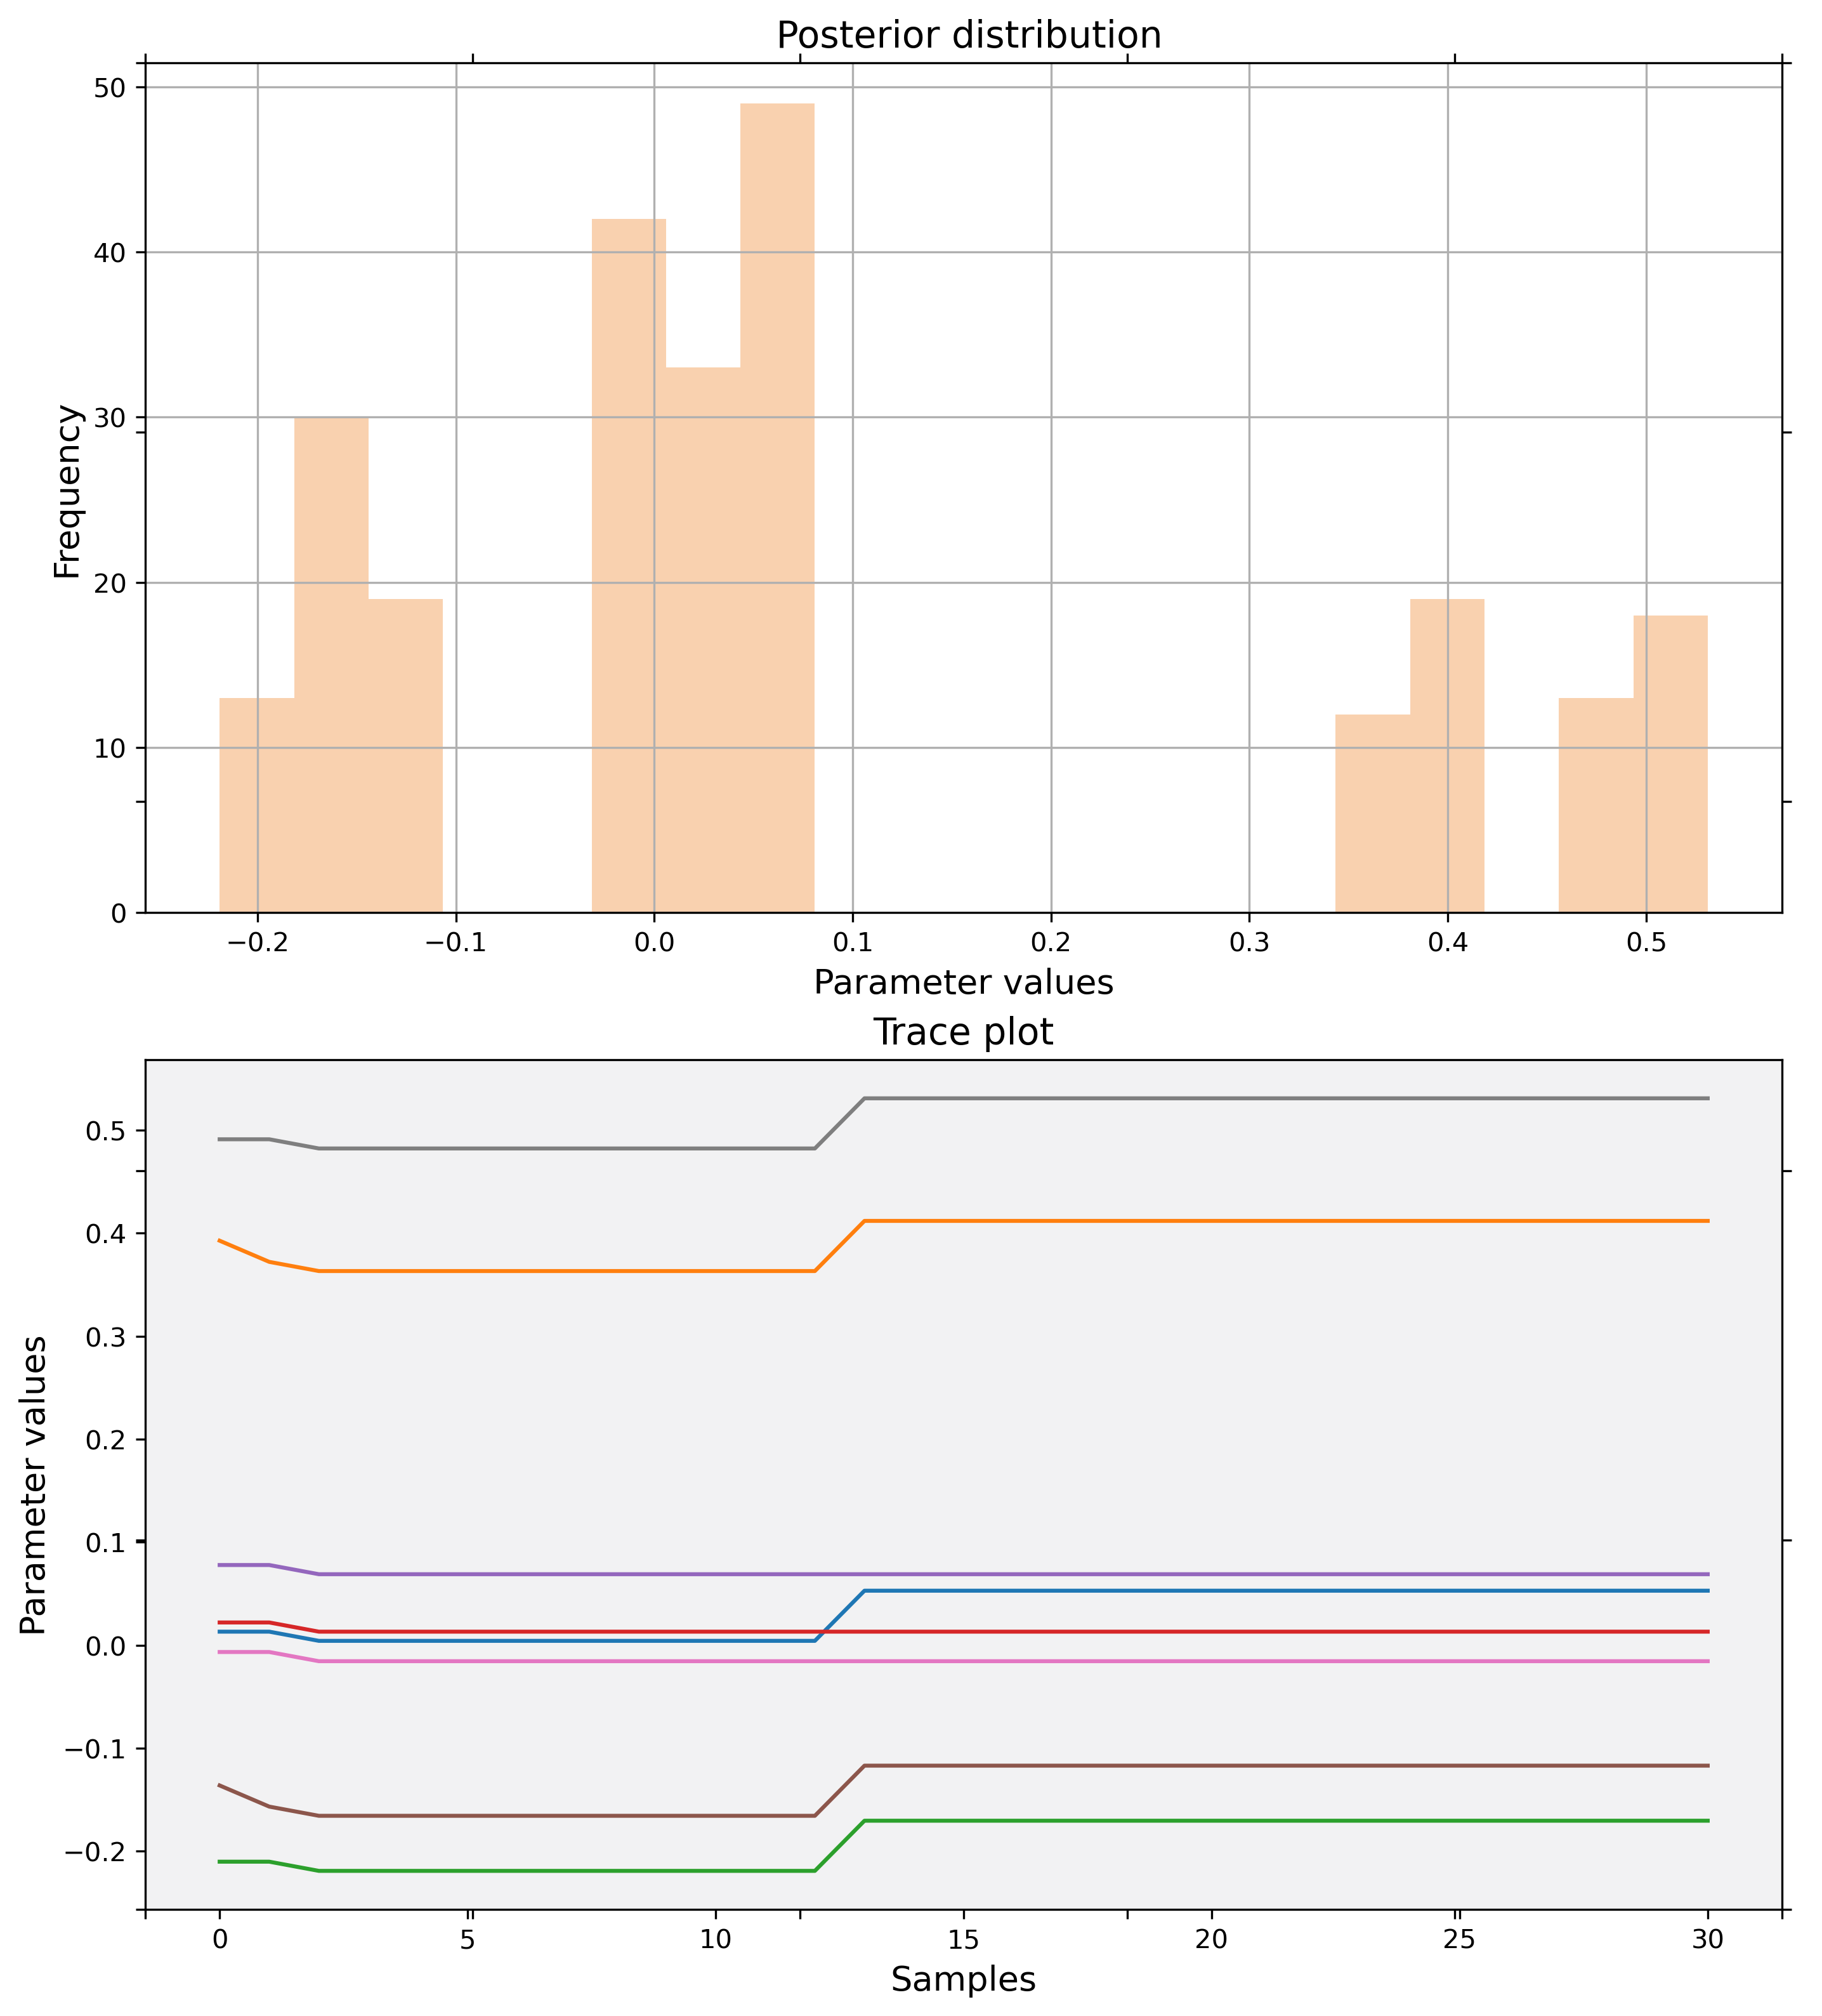 Posterior distribution
50
40
30
20
10
0
Frequency
−0.2 −0.1 0.0 0.1 0.2 0.3 0.4 0.5
Parameter values
Trace plot
0.5
0.4
0.3
0.2
0.1
0.0
−0.1
−0.2
Parameter values
0 5 10 15 20 25 30
Samples